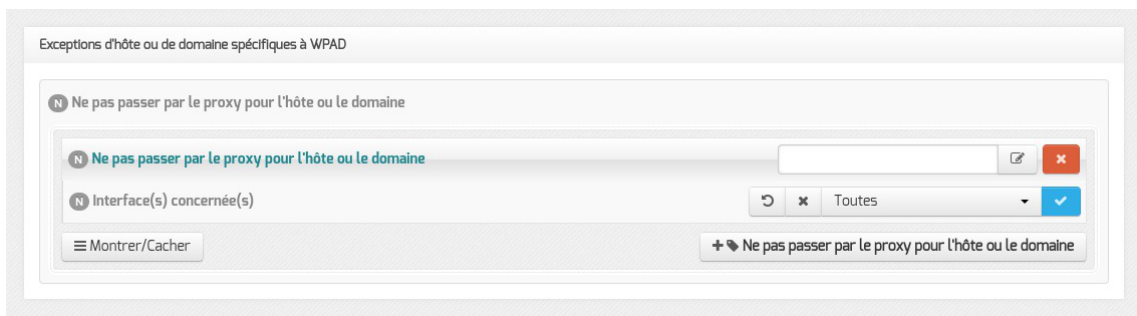 Exceptions d'hôte ou de domaine spécifiques à WPAD
N Ne pas passer par le proxy pour l'hôte ou le domaine
N Ne pas passer par le proxy pour l'hôte ou le domaine
N Interface(s) concernée(s) Toutes
Montrer/Cacher Ne pas passer par le proxy pour l'hôte ou le domaine